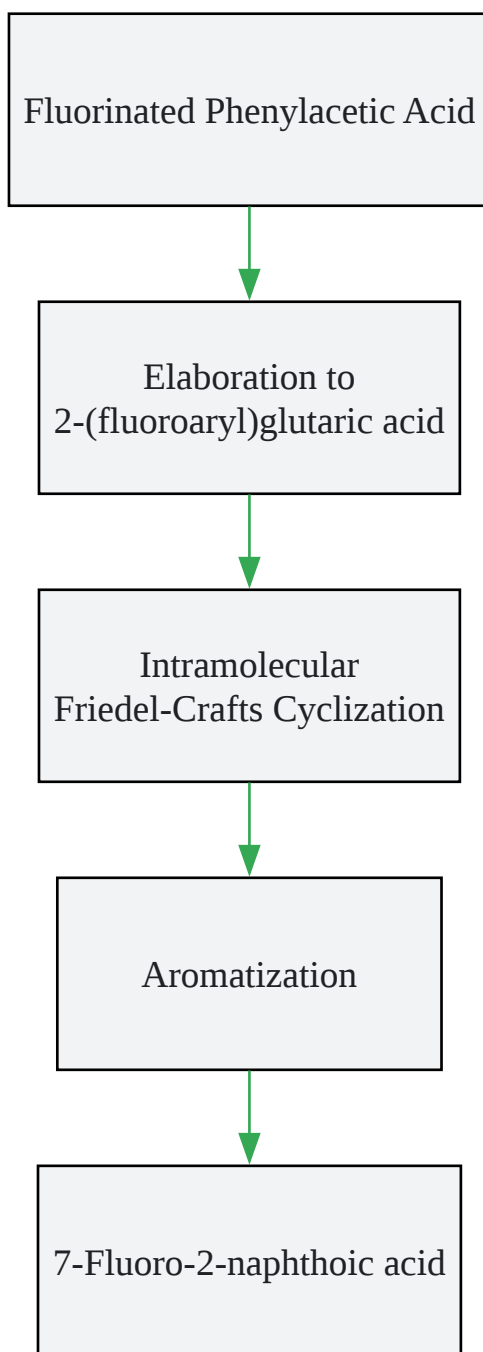 Fluorinated Phenylacetic Acid
Elaboration to
2-(fluoroaryl)glutaric acid
Intramolecular
Friedel-Crafts Cyclization
Aromatization
7-Fluoro-2-naphthoic acid